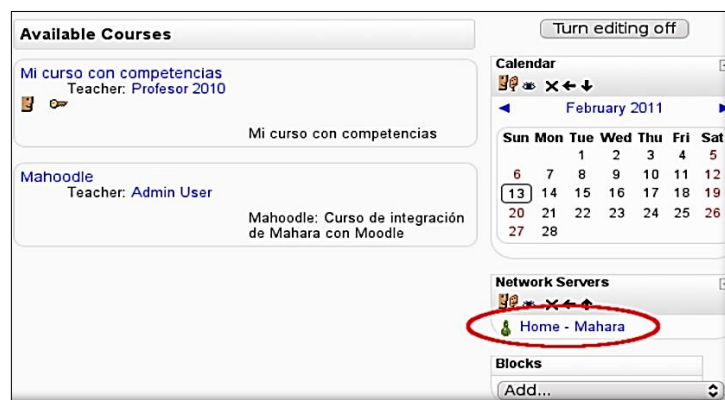 Available Courses
Mi curso con competencias
Teacher: Profesor 2010
Mi curso con competencias
Mahoodle
Teacher: Admin User
Mahoodle: Curso de integración
de Mahara con Moodle
Turn editing off
Calendar
February 2011
Sun Mon Tue Wed Thu Fri Sat
1 2 3 4 5
6 7 8 9 10 11 12
13 14 15 16 17 18 19
20 21 22 23 24 25 26
27 28
Network Servers
Home - Mahara
Blocks
Add...